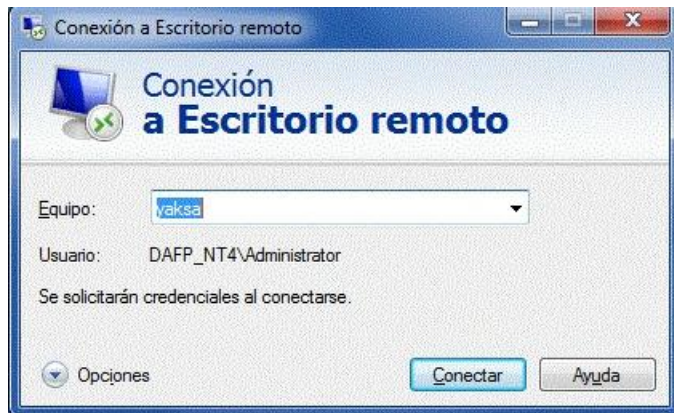 Conexión a Escritorio remoto
Conexión
a Escritorio remoto
Equipo: yaksa
Usuario: DAFP_NT4\Administrator
Se solicitarán credenciales al conectarse.
Opciones Conectar Ayuda